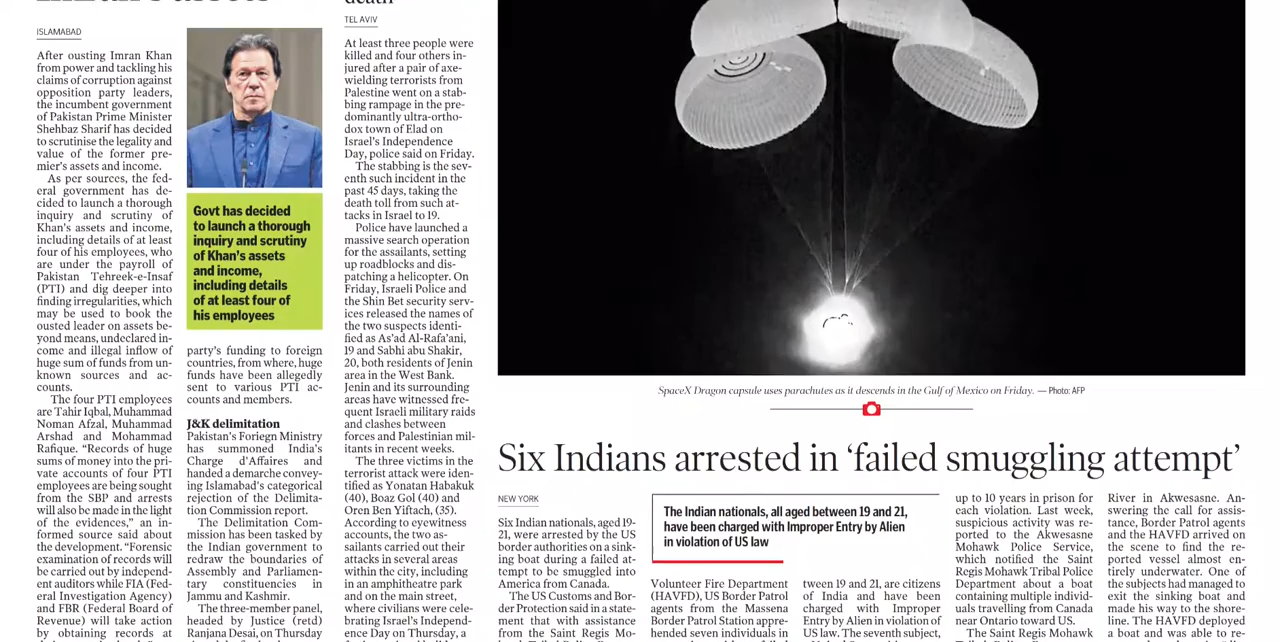 ISLAMABAD
After ousting Imran Khan
from power and tackling his
claims of corruption against
opposition party leaders,
the incumbent government
of Pakistan Prime Minister
Shehbaz Sharif has decided
to scrutinise the legality and
value of the former pre-
mier's assets and income.
As per sources, the fed-
eral government has de-
cided to launch a thorough
inquiry and scrutiny of
Khan's assets and income,
including details of at least
four of his employees, who
are under the payroll of
Pakistan Tehreek-e-Insaf
(PTI) and dig deeper into
finding irregularities, which
may be used to book the
ousted leader on assets be-
yond means, undeclared in-
come and illegal inflow of
huge sum of funds from un-
known sources and ac-
counts.
The four PTI employees
are Tahir Iqbal, Muhammad
Noman Afzal, Muhammad
Arshad and Mohammad
Rafique. "Records of huge
sums of money into the pri-
vate accounts of four PTI
employees are being sought
from the SBP and arrests
will also be made in the light
of the evidences," an in-
formed source said about
the development. "Forensic
examination of records will
be carried out by independ-
ent auditors while FIA (Fed-
eral Investigation Agency)
and FBR (Federal Board of
Revenue) will take action
by obtaining records at
Govt has decided
to launch a thorough
inquiry and scrutiny
of Khan's assets
and income,
including details
of at least four of
his employees
party's funding to foreign
countries, from where, huge
funds have been allegedly
sent to various PTI ac-
counts and members.
J&K delimitation
Pakistan's Foriegn Ministry
has summoned India's
Charge d'Affaires and
handed a demarche convey-
ing Islamabad's categorical
rejection of the Delimita-
tion Commission report.
The Delimitation Com-
mission has been tasked by
the Indian government to
redraw the boundaries of
Assembly and Parliamen-
tary constituencies in
Jammu and Kashmir.
The three-member panel,
headed by Justice (retd)
Ranjana Desai, on Thursday
death
TEL AVIV
At least three people were
killed and four others in-
jured after a pair of axe-
wielding terrorists from
Palestine went on a stab-
bing rampage in the pre-
dominantly ultra-ortho-
dox town of Elad on
Israel's Independence
Day, police said on Friday.
The stabbing is the sev-
enth such incident in the
past 45 days, taking the
death toll from such at-
tacks in Israel to 19.
Police have launched a
massive search operation
for the assailants, setting
up roadblocks and dis-
patching a helicopter. On
Friday, Israeli Police and
the Shin Bet security serv-
ices released the names of
the two suspects identi-
fied as As'ad Al-Rafa'ani,
19 and Sabhi abu Shakir,
20, both residents of Jenin
area in the West Bank.
Jenin and its surrounding
areas have witnessed fre-
quent Israeli military raids
and clashes between
forces and Palestinian mil-
itants in recent weeks.
The three victims in the
terrorist attack were iden-
tified as Yonatan Habakuk
(40), Boaz Gol (40) and
Oren Ben Yiftach, (35).
According to eyewitness
accounts, the two as-
sailants carried out their
attacks in several areas
within the city, including
in an amphitheatre park
and on the main street,
where civilians were cele-
brating Israel's Independ-
ence Day on Thursday, a
SpaceX Dragon capsule uses parachutes as it descends in the Gulf of Mexico on Friday. — Photo: AFP
Six Indians arrested in 'failed smuggling attempt'
NEW YORK
Six Indian nationals, aged 19-
21, were arrested by the US
border authorities on a sink-
ing boat during a failed at-
tempt to be smuggled into
America from Canada.
The US Customs and Bor-
der Protection said in a state-
ment that with assistance
from the Saint Regis Mo-
The Indian nationals, all aged between 19 and 21,
have been charged with Improper Entry by Alien
in violation of US law
Volunteer Fire Department
(HAVFD), US Border Patrol
agents from the Massena
Border Patrol Station appre-
hended seven individuals in
tween 19 and 21, are citizens
of India and have been
charged with Improper
Entry by Alien in violation of
US law. The seventh subject,
up to 10 years in prison for
each violation. Last week,
suspicious activity was re-
ported to the Akwesasne
Mohawk Police Service,
which notified the Saint
Regis Mohawk Tribal Police
Department about a boat
containing multiple individ-
uals travelling from Canada
near Ontario toward US.
The Saint Regis Mohawk
River in Akwesasne. An-
swering the call for assis-
tance, Border Patrol agents
and the HAVFD arrived on
the scene to find the re-
ported vessel almost en-
tirely underwater. One of
the subjects had managed to
exit the sinking boat and
made his way to the shore-
line. The HAVFD deployed
a boat and was able to re-